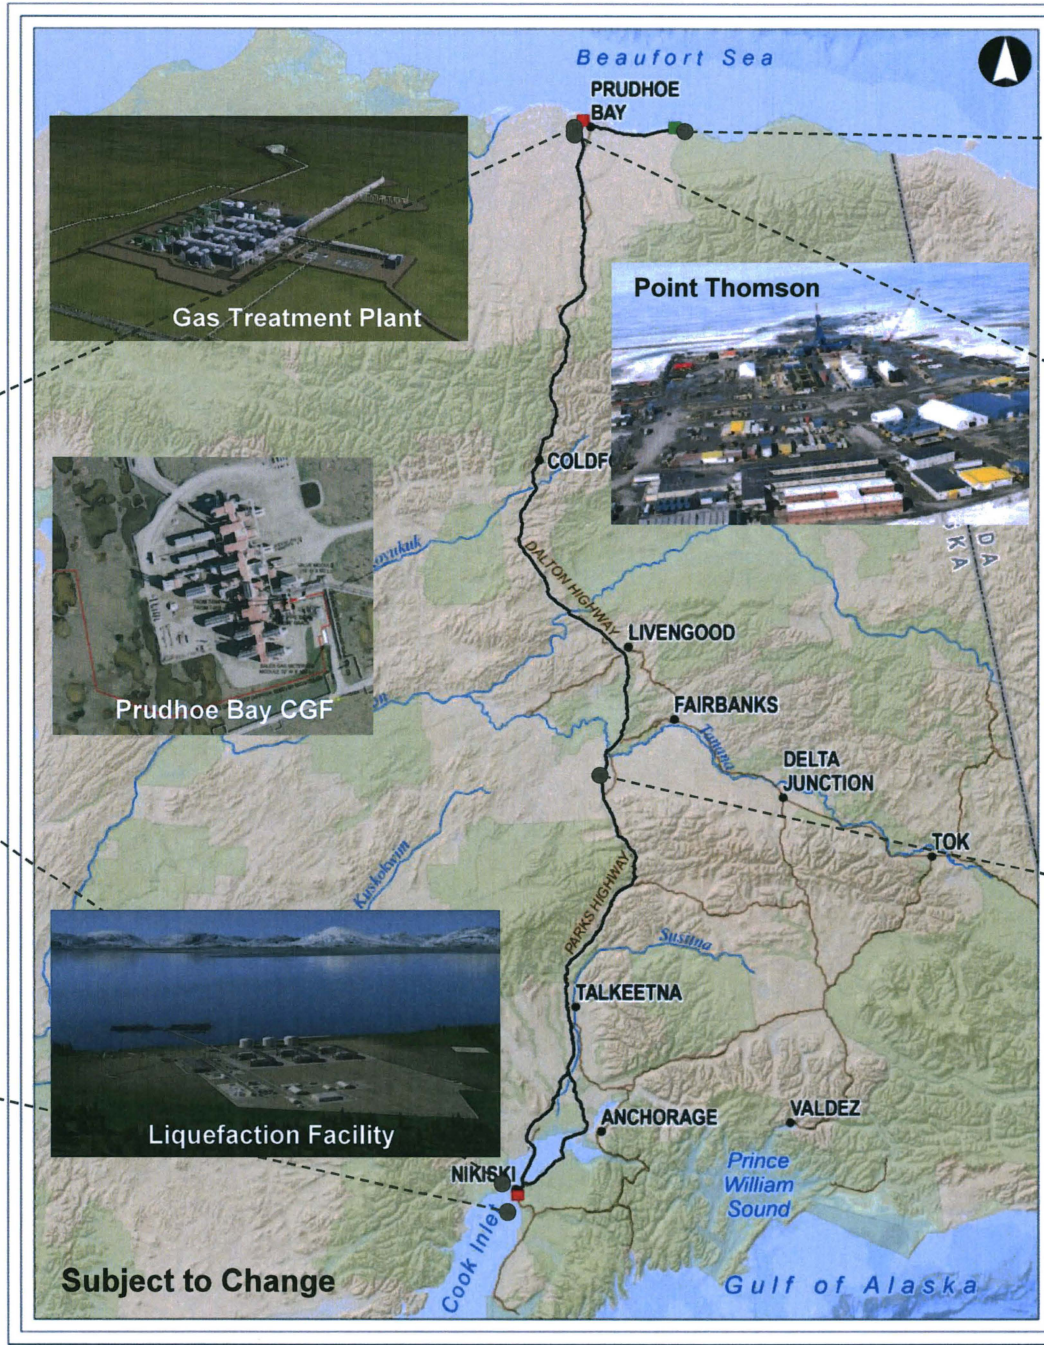 Beaufort Sea
PRUDHOE
BAY
Gas Treatment Plant
Point Thomson
COLDFO
DALTON HIGHWAY
LIVENGOOD
Prudhoe Bay CGF
FAIRBANKS
Tanana
DELTA
JUNCTION
TOK
Kuskokwim
PARKS HIGHWAY
Susitna
TALKEETNA
Liquefaction Facility
ANCHORAGE
VALDEZ
NIKISKI
Prince
William
Sound
Cook Inlet
Subject to Change
Gulf of Alaska